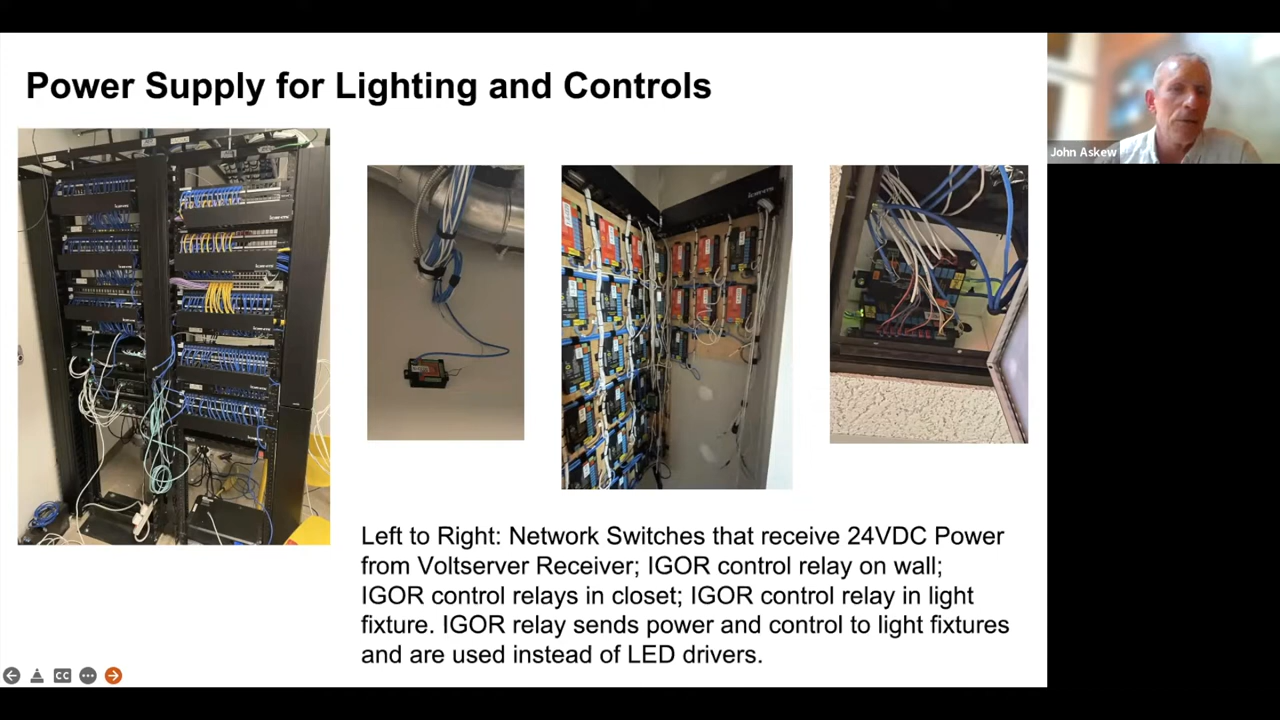 Power Supply for Lighting and Controls
John Askew
Left to Right: Network Switches that receive 24VDC Power
from Voltserver Receiver; IGOR control relay on wall;
IGOR control relays in closet; IGOR control relay in light
fixture. IGOR relay sends power and control to light fixtures
and are used instead of LED drivers.
CC